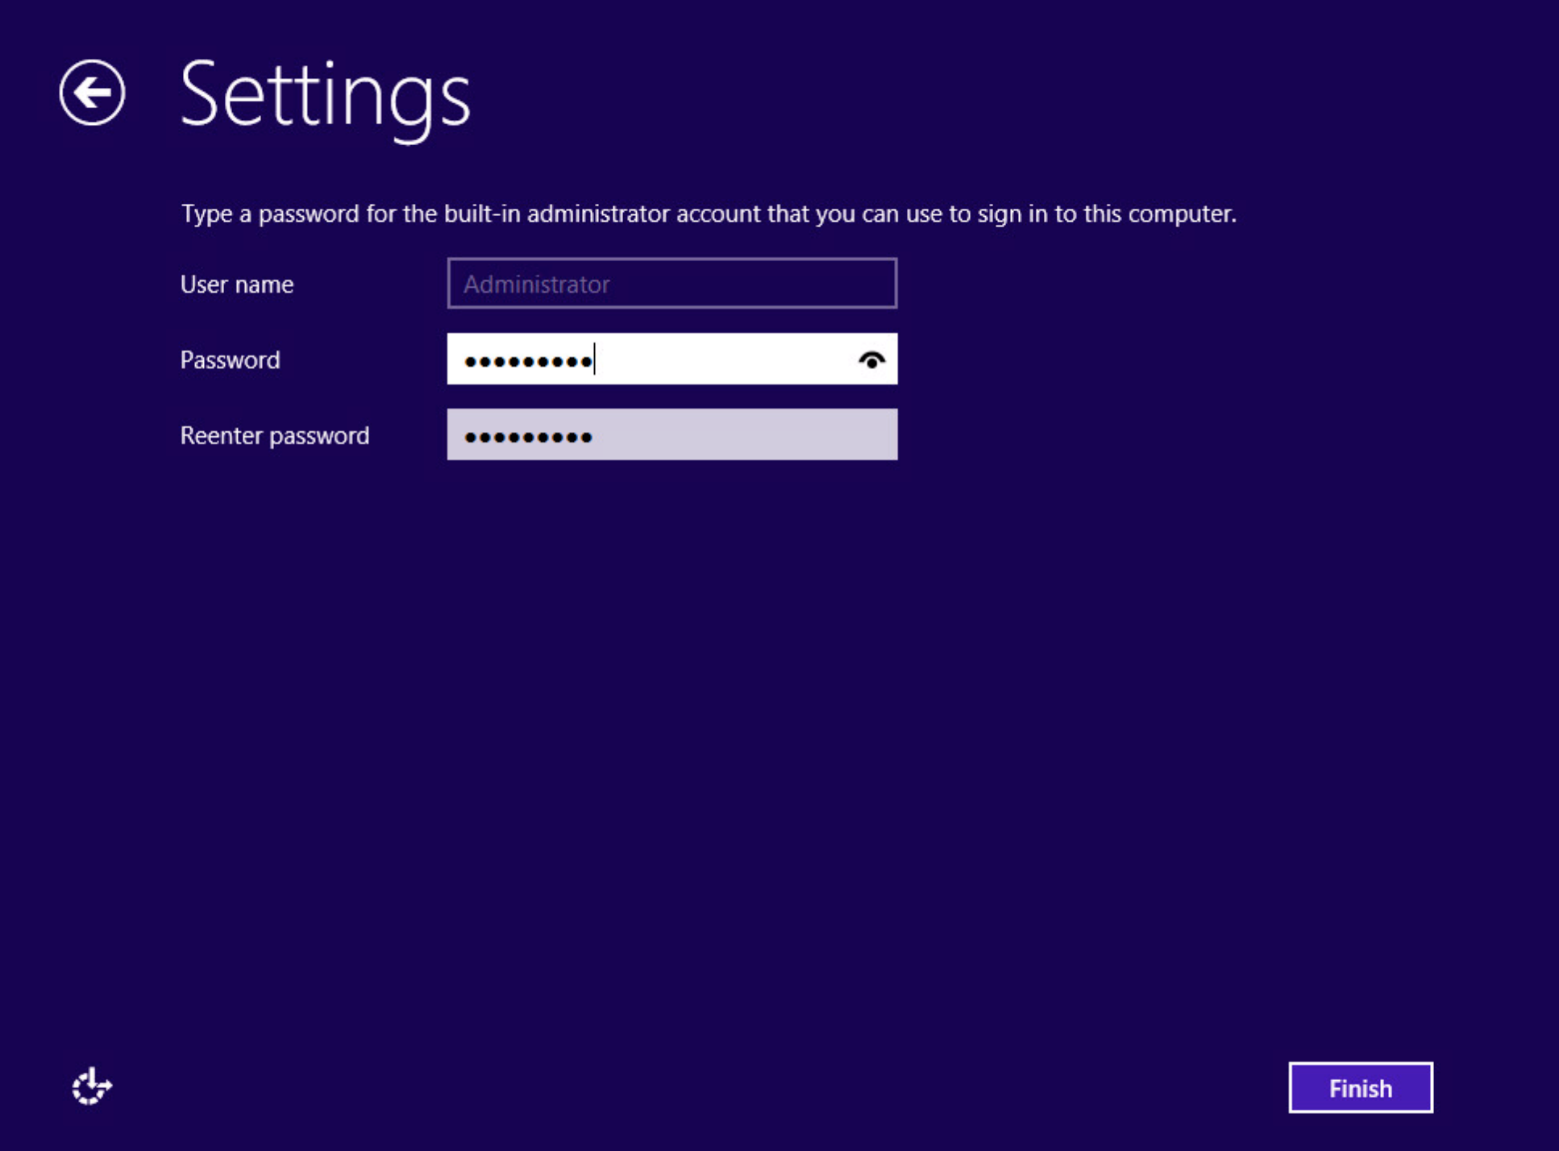 Settings
Type a password for the built-in administrator account that you can use to sign in to this computer.
User name
Administrator
Password
•••••••••
Reenter password
•••••••••
Finish